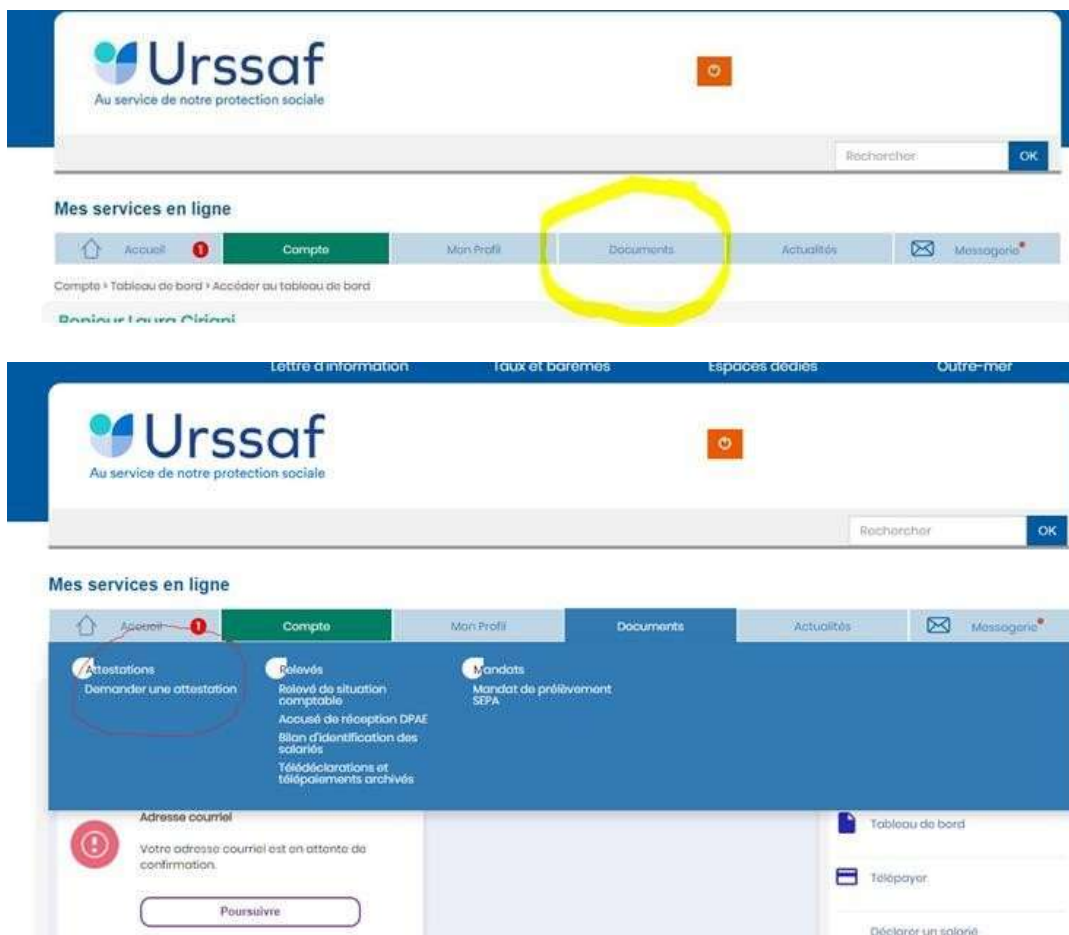 Urssaf
Au service de notre protection sociale
Rechercher OK
Mes services en ligne
Accueil 1 Compte Mon Profil Documents Actualités Messagerie
Compte > Tableau de bord > Accéder au tableau de bord
Bonjour Laura Ciriani
Lettre d'information Taux et barèmes Espaces dédiés Outre-mer
Urssaf
Au service de notre protection sociale
Rechercher OK
Mes services en ligne
Accueil 1 Compte Mon Profil Documents Actualités Messagerie
Attestations Relevés Mandats
Demander une attestation Relevé de situation Mandat de prélèvement
comptable SEPA
Accusé de réception DPAE
Bilan d'identification des
salariés
Télédéclarations et
télépaiements archivés
Adresse courriel
Votre adresse courriel est en attente de
confirmation.
Poursuivre
Tableau de bord
Télépayer
Déclarer un salarié